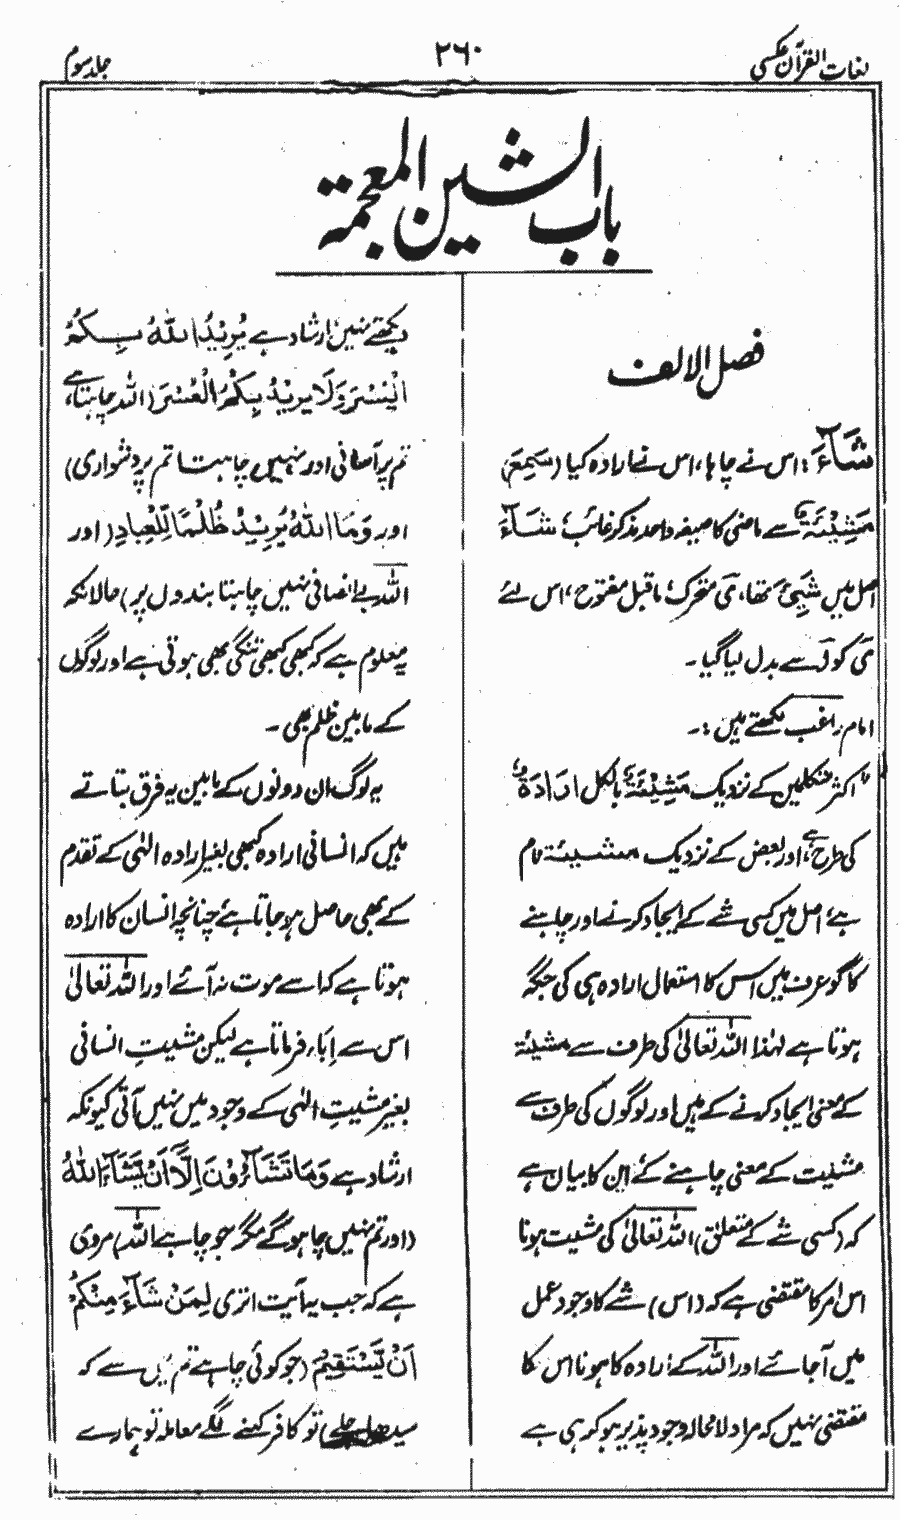 لغات القرآن عکسی
۲۶۰
جلد سوم
باب الشین المعجمۃ
فصل الالف
شَآءَ: اس نے چاہا، اس نے ارادہ کیا (سَمِعَ)
مَشِیْئَۃٌ سے ماضی کا صیغہ واحد مذکر غائب،ؑ شَآءَ
اصل میں شَیِئَ تھا، یَ متحرک، ماقبل مفتوح، اس لئے
یَ کو اَ سے بدل لیا گیا۔
امام راغب لکھتے ہیں :۔
"اکثر متکلمین کے نزدیک مَشِیْئَۃٌ بالکل اِرَادَۃٌ
کی طرح ہے، اور بعض کے نزدیک مشیئۃ نام
ہے، اصل میں کسی شے کے ایجاد کرنے اور چاہنے
کا گو عرف میں اس کا استعمال ارادہ ہی کی جگہ
ہوتا ہے لہٰذا اللہ تعالیٰ کی طرف سے مشیئۃ
کے معنی ایجاد کرنے کے ہیں اور لوگوں کی طرف سے
مشیت کے معنی چاہنے کے، ان کا بیان ہے
کہ (کسی شے کے متعلق) اللہ تعالیٰ کی مشیت ہونا
اس امر کا مقتضی ہے کہ (اس) شے کا وجود عمل
میں آجائے اور اللہ کے ارادہ کا ہونا اس کا
مقتضی نہیں کہ مراد لا محالہ وجود پذیر ہو کر ہی ہے
دیکھتے نہیں ارشاد ہے یُرِیْدُ اللہُ بِکُمُ
الْیُسْرَ وَلَا یُرِیْدُ بِکُمُ الْعُسْرَ (اللہ چاہتا ہے
تم پر آسانی اور نہیں چاہتا تم پر دشواری)
اور وَمَا اللہُ یُرِیْدُ ظُلْمًا لِّلْعِبَادِ (اور
اللہ بے انصافی نہیں چاہتا بندوں پر) حالانکہ
یہ معلوم ہے کہ کبھی کبھی تنگی بھی ہوتی ہے اور لوگوں
کے مابین ظلم بھی۔
یہ لوگ ان دونوں کے مابین یہ فرق بتاتے
ہیں کہ انسانی ارادہ کبھی بغیر ارادہ الٰہی کے تقدم
کے بھی حاصل ہو جاتا ہے، چنانچہ انسان کا ارادہ
ہوتا ہے کہ اسے موت نہ آئے اور اللہ تعالیٰ
اس سے اِباء فرماتا ہے لیکن مشیتِ انسانی
بغیر مشیتِ الٰہی کے وجود میں نہیں آتی کیونکہ
ارشاد ہے وَمَا تَشَآءُوْنَ اِلَّآ اَنْ یَّشَآءَ اللہُ
(اور تم نہیں چاہو گے مگر جو چاہے اللہ) مروی
ہے کہ جب یہ آیت اتری لِمَنْ شَآءَ مِنْکُمْ
اَنْ یَّسْتَقِیْمَ (جو کوئی چاہے تم میں سے کہ
سیدھا چلے) تو کافر کہنے لگے معاملہ تو ہمارے